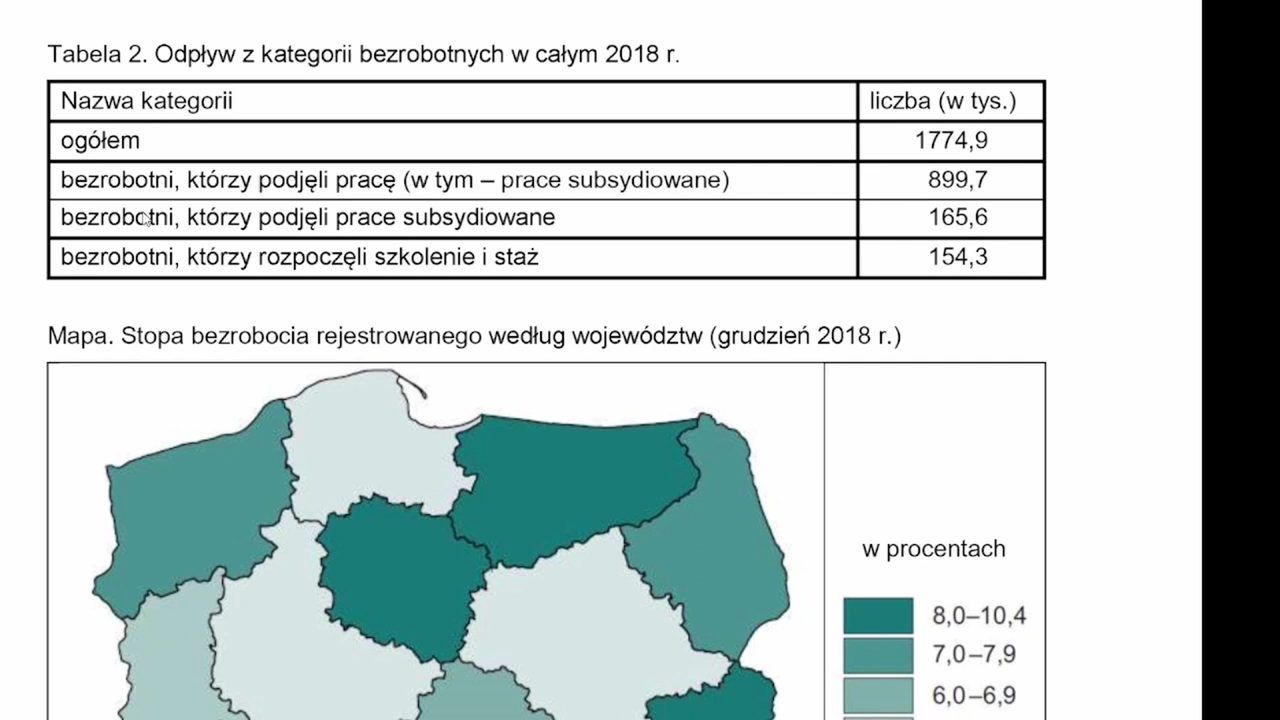 Tabela 2. Odpływ z kategorii bezrobotnych w całym 2018 r.
Nazwa kategorii liczba (w tys.)
ogółem 1774,9
bezrobotni, którzy podjęli pracę (w tym – prace subsydiowane) 899,7
bezrobotni, którzy podjęli prace subsydiowane 165,6
bezrobotni, którzy rozpoczęli szkolenie i staż 154,3
Mapa. Stopa bezrobocia rejestrowanego według województw (grudzień 2018 r.)
w procentach
8,0–10,4
7,0–7,9
6,0–6,9